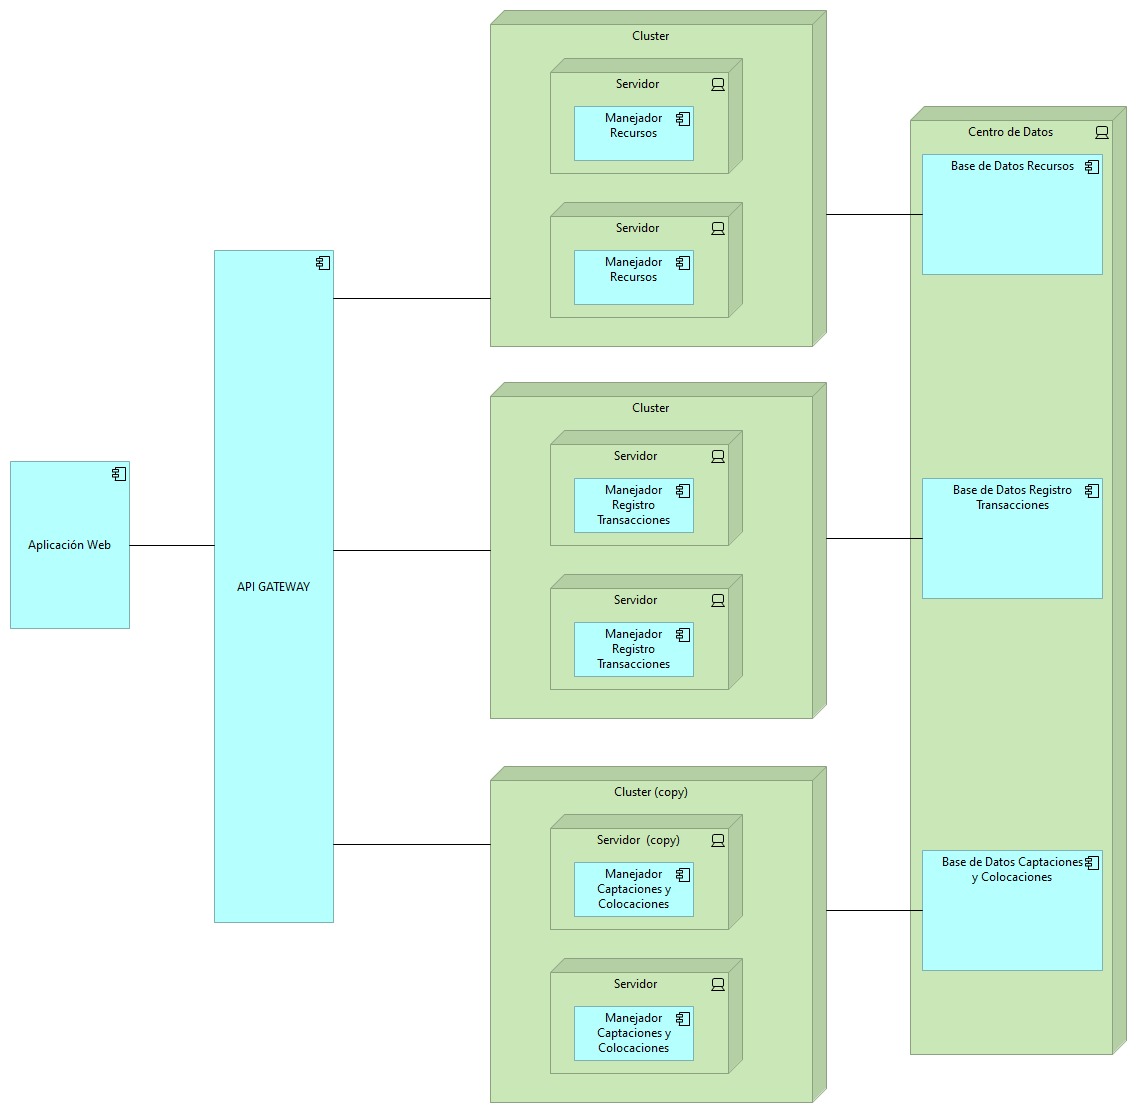 Aplicación Web
API GATEWAY
Cluster
Servidor
Manejador
Recursos
Servidor
Manejador
Recursos
Cluster
Servidor
Manejador
Registro
Transacciones
Servidor
Manejador
Registro
Transacciones
Cluster (copy)
Servidor  (copy)
Manejador
Captaciones y
Colocaciones
Servidor
Manejador
Captaciones y
Colocaciones
Centro de Datos
Base de Datos Recursos
Base de Datos Registro
Transacciones
Base de Datos Captaciones
y Colocaciones